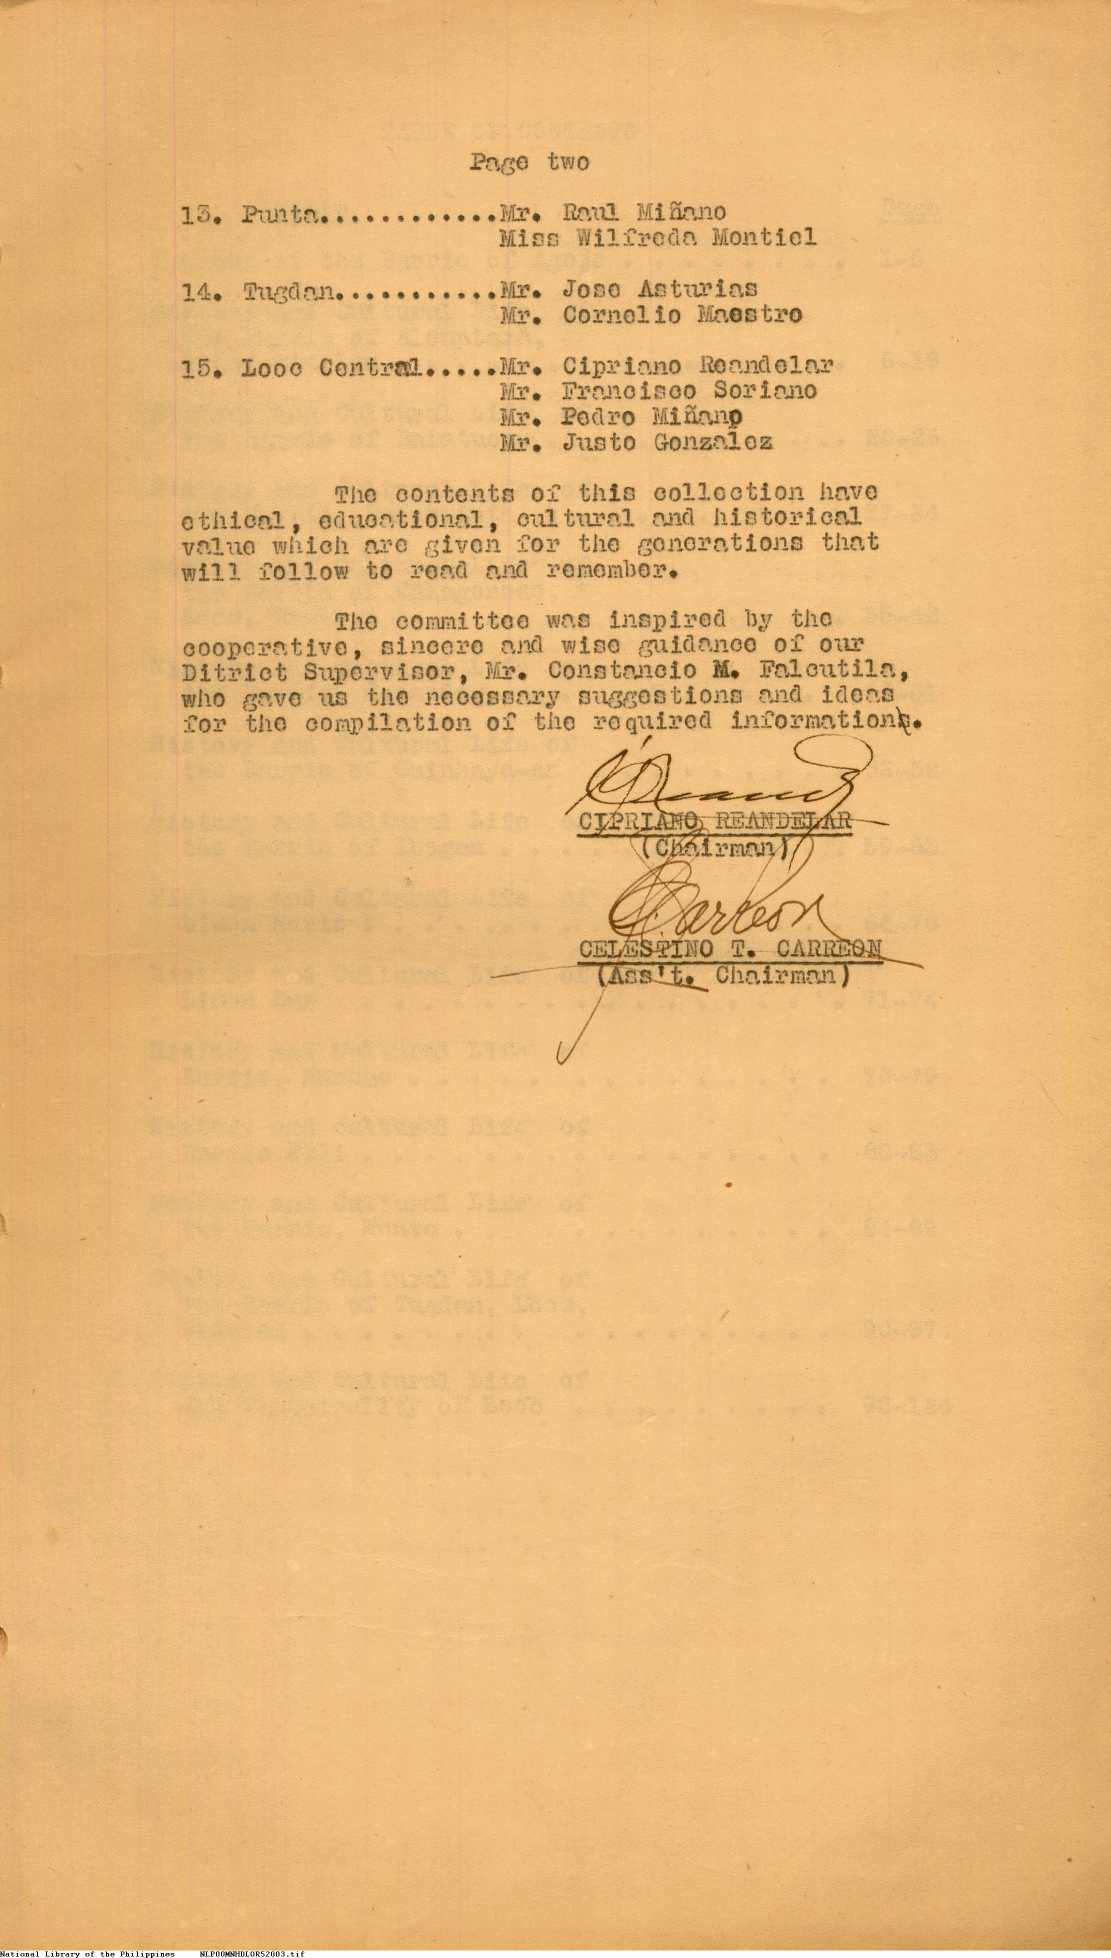 Page two
13. Punta............Mr. Raul Miñano
Miss Wilfreda Montiel
14. Tugdan...........Mr. Jose Asturias
Mr. Cornelio Maestro
15. Looc Central.....Mr. Cipriano Reandelar
Mr. Francisco Soriano
Mr. Pedro Miñano
Mr. Justo Gonzalez
The contents of this collection have
ethical, educational, cultural and historical
value which are given for the generations that
will follow to read and remember.
The committee was inspired by the
cooperative, sincere and wise guidance of our
Ditrict Supervisor, Mr. Constancio M. Falcutila,
who gave us the necessary suggestions and ideas
for the compilation of the required information.
CIPRIANO REANDELAR
(Chairman)
Carreon
CELESTINO T. CARREON
(Ass't. Chairman)
National Library of the Philippines NLPOOMNHDLOR52003.tif